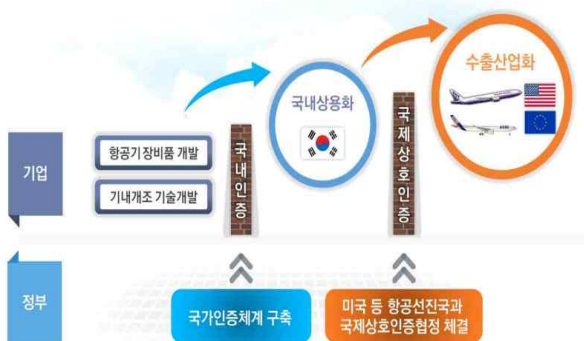 수출산업화
국내상용화
기업
항공기 장비품 개발
기내개조 기술개발
국내인증
국제상호인증
정부
국가인증체계 구축
미국 등 항공선진국과
국제상호인증협정 체결